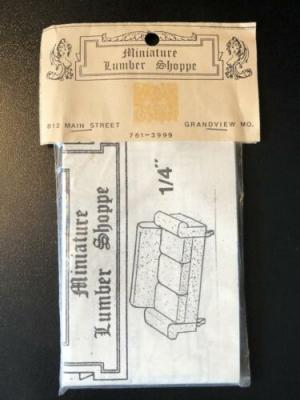 Miniature
Lumber Shoppe
812 MAIN STREET
GRANDVIEW MO.
761-3999
Miniature
Lumber Shoppe
1/4"